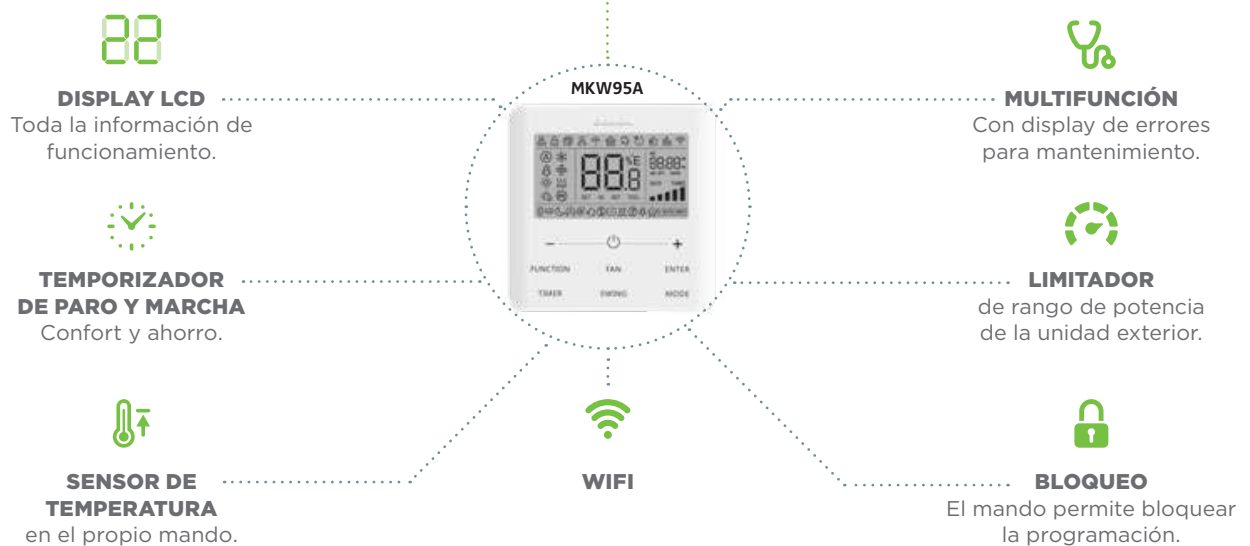 MKW95A
DISPLAY LCD
Toda la información de
funcionamiento.
TEMPORIZADOR
DE PARO Y MARCHA
Confort y ahorro.
SENSOR DE
TEMPERATURA
en el propio mando.
88.8
%E
88:88
FUNCTION FAN ENTER
TIMER SWING MODE
WIFI
MULTIFUNCIÓN
Con display de errores
para mantenimiento.
LIMITADOR
de rango de potencia
de la unidad exterior.
BLOQUEO
El mando permite bloquear
la programación.